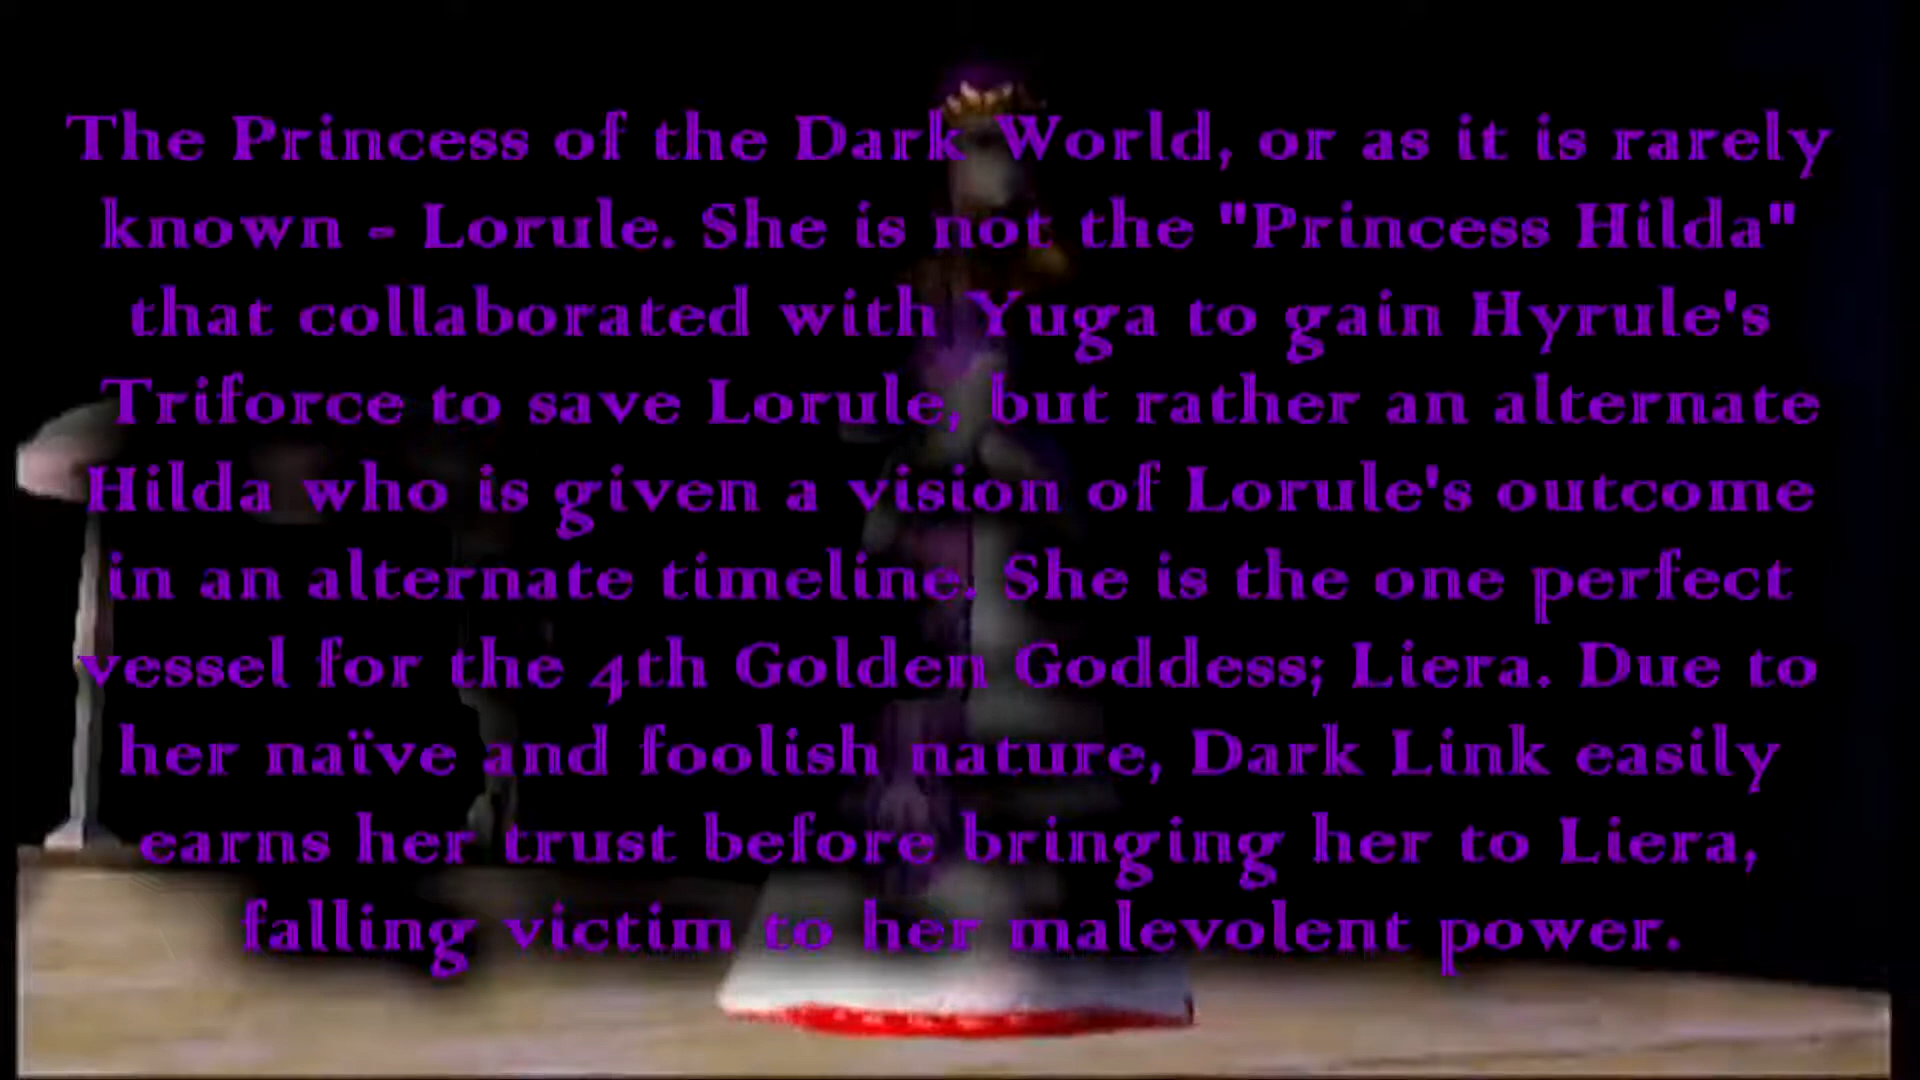 The Princess of the Dark World, or as it is rarely
known - Lorule. She is not the "Princess Hilda"
that collaborated with Yuga to gain Hyrule's
Triforce to save Lorule, but rather an alternate
Hilda who is given a vision of Lorule's outcome
in an alternate timeline. She is the one perfect
vessel for the 4th Golden Goddess; Liera. Due to
her naïve and foolish nature, Dark Link easily
earns her trust before bringing her to Liera,
falling victim to her malevolent power.